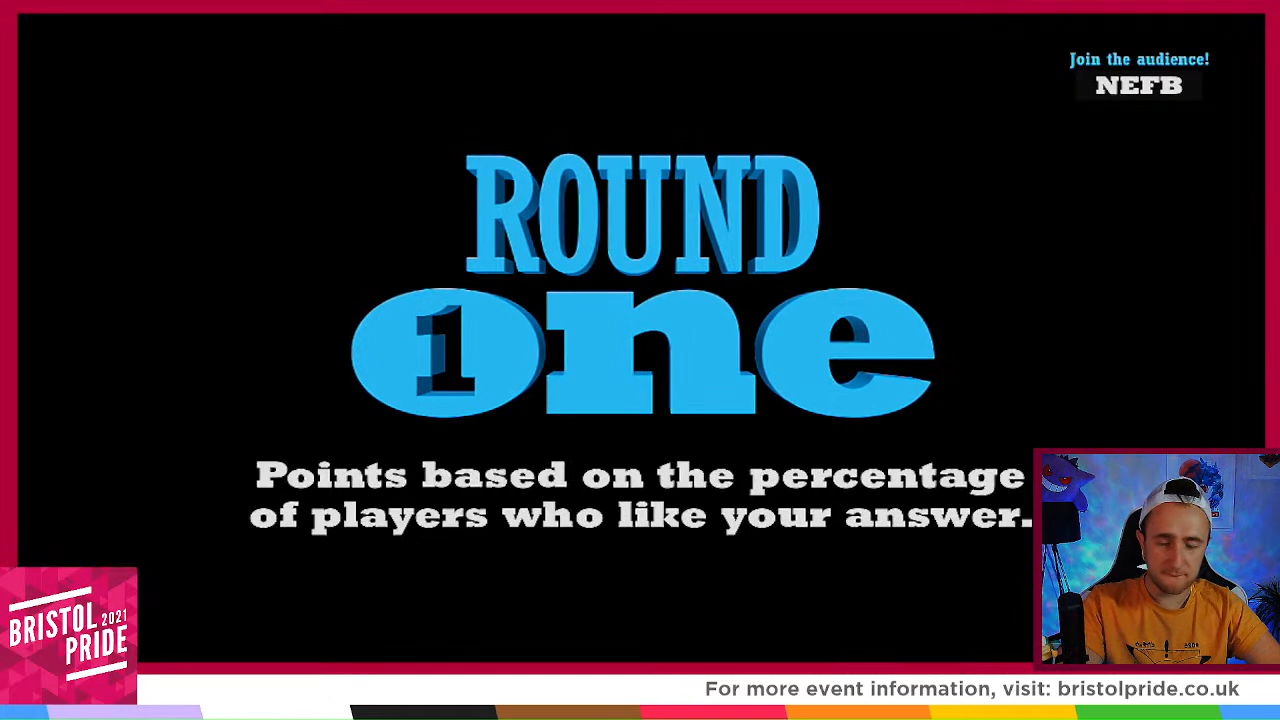 Join the audience!
NEFB
ROUND
One
1
Points based on the percentage
of players who like your answer.
BRISTOL 2021
PRIDE
For more event information, visit: bristolpride.co.uk